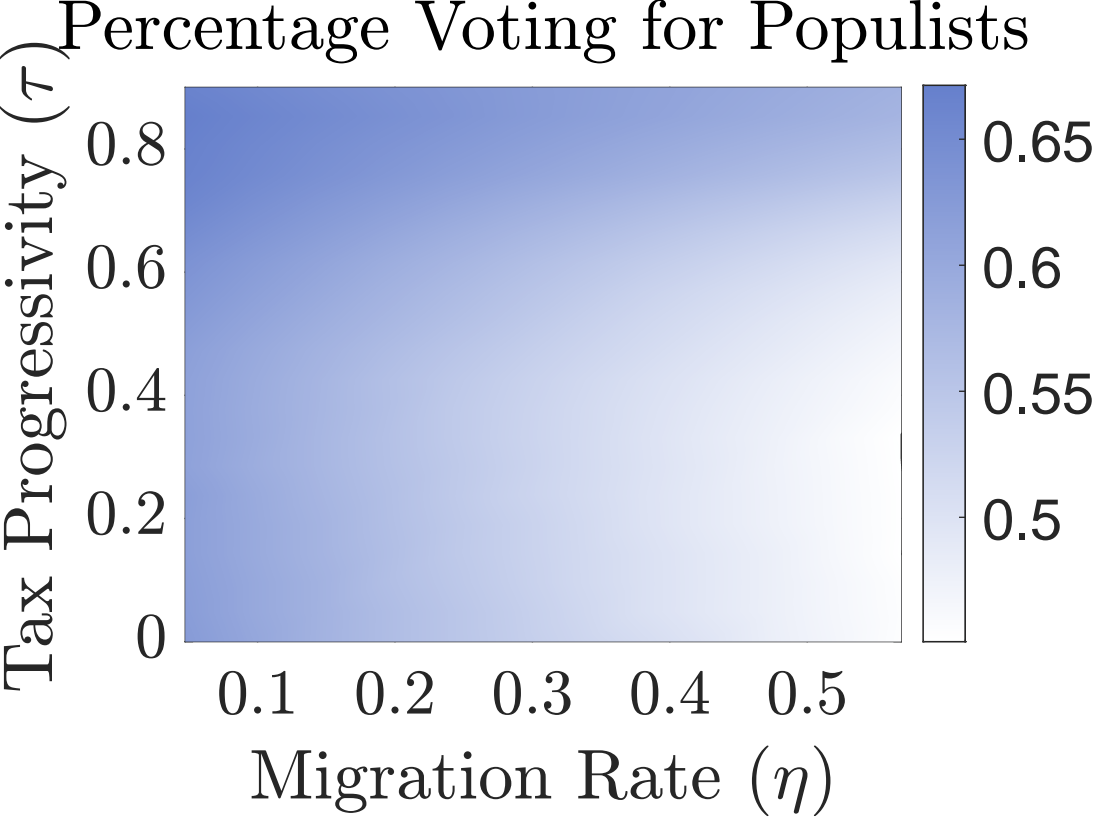 Percentage Voting for Populists
Tax Progressivity (τ)
0.8
0.6
0.4
0.2
0
0.1 0.2 0.3 0.4 0.5
Migration Rate (η)
0.65
0.6
0.55
0.5